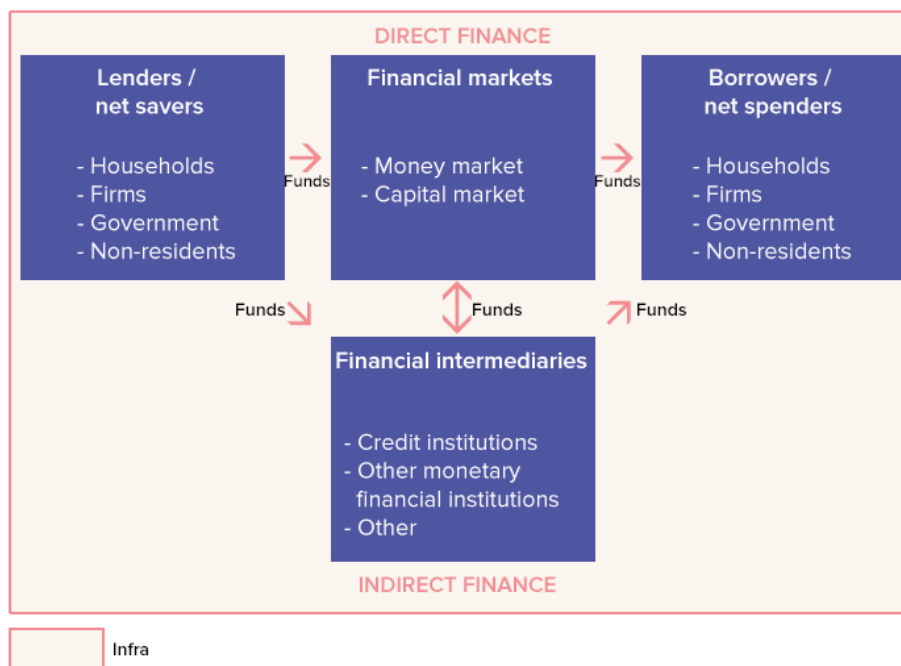 DIRECT FINANCE
Lenders /
net savers
- Households
- Firms
- Government
- Non-residents
Funds
Financial markets
- Money market
- Capital market
Funds
Borrowers /
net spenders
- Households
- Firms
- Government
- Non-residents
Funds
Funds
Funds
Financial intermediaries
- Credit institutions
- Other monetary
financial institutions
- Other
INDIRECT FINANCE
Infra